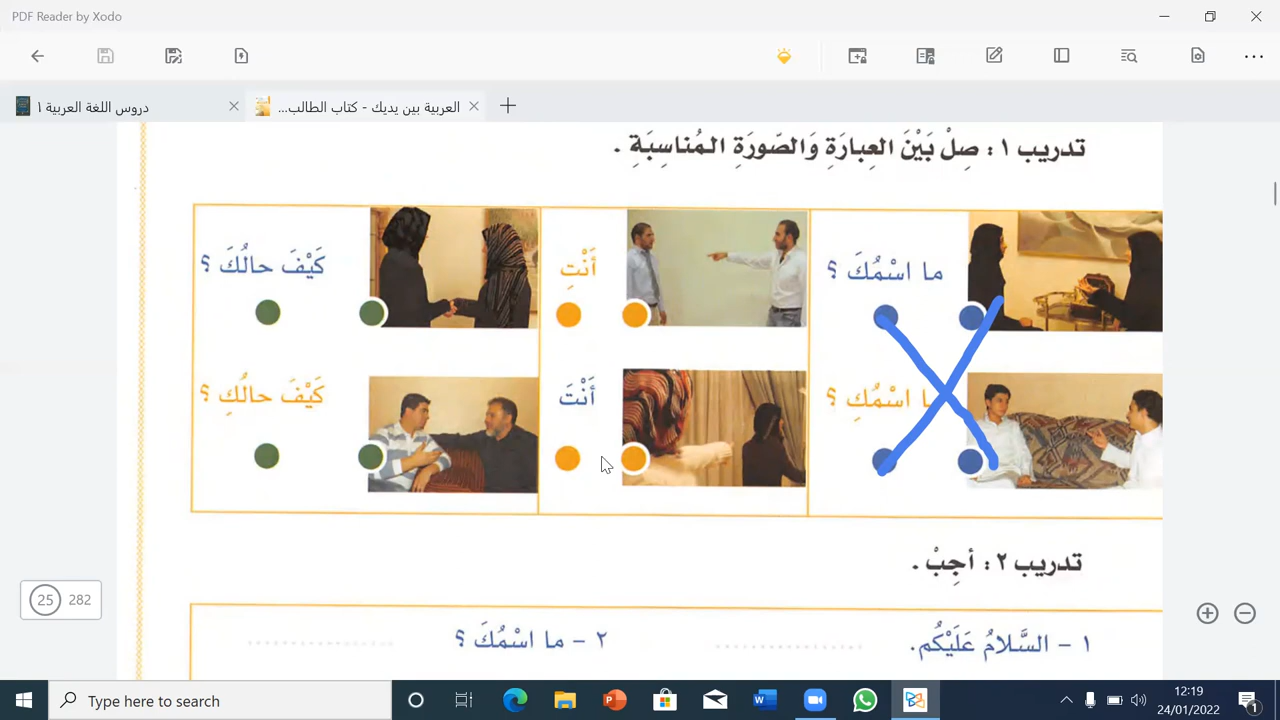 PDF Reader by Xodo
دروس اللغة العربية ١
العربية بين يديك - كتاب الطالب...
تدريب ١ : صِلْ بَيْنَ العِبارَةِ وَالصّورَةِ المُناسِبَةِ .
ما اسْمُكَ ؟
أَنْتِ
كَيْفَ حالُكَ ؟
ا اسْمُكِ ؟
أَنْتَ
كَيْفَ حالُكِ ؟
تدريب ٢ : أجِبْ .
١ - السَّلامُ عَلَيْكُم.
٢ - ما اسْمُكَ ؟
25 282
Type here to search
12:19
24/01/2022
1